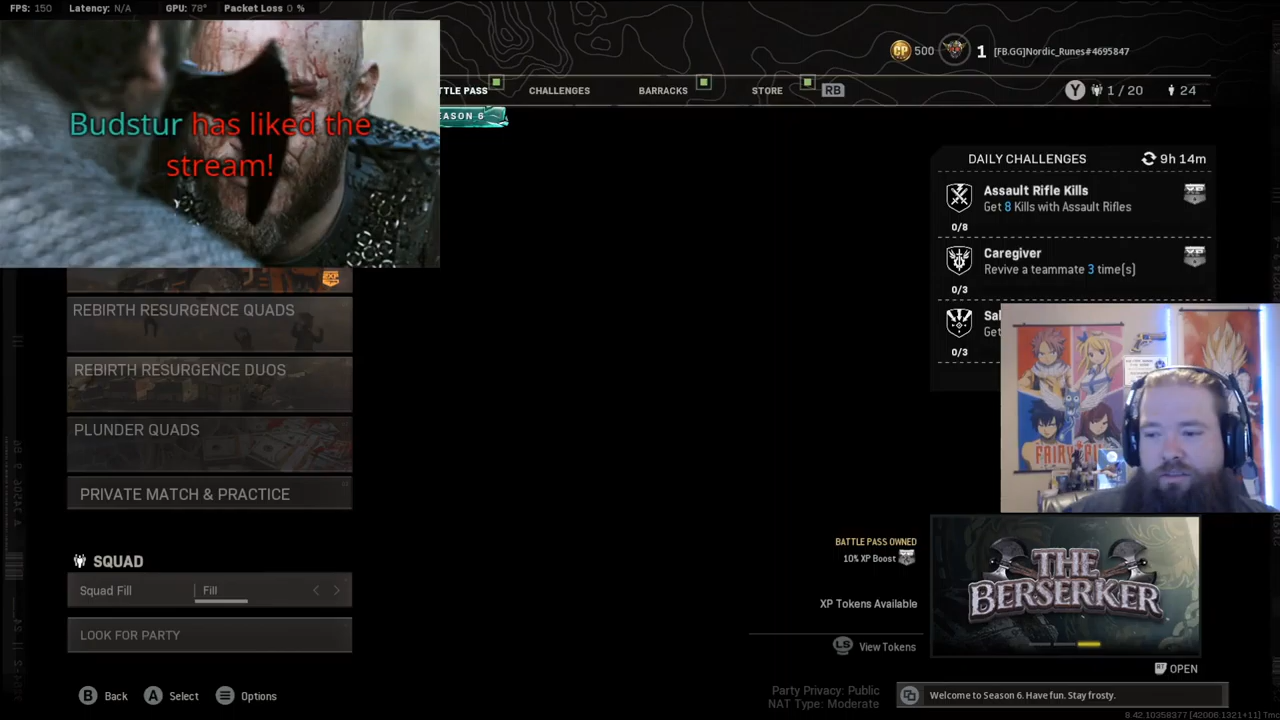 FPS: 150 Latency: N/A GPU: 78° Packet Loss 0 %
CP 500 1 [FB.GG]Nordic_Runes#4695847
TTLE PASS CHALLENGES BARRACKS STORE RB Y 1 / 20 24
EASON 6
Budstur has liked the
stream!
DAILY CHALLENGES 9h 14m
Assault Rifle Kills
Get 8 Kills with Assault Rifles
0/8
Caregiver
Revive a teammate 3 time(s)
0/3
Sal
Get
0/3
REBIRTH RESURGENCE QUADS
REBIRTH RESURGENCE DUOS
PLUNDER QUADS
PRIVATE MATCH & PRACTICE
FAIRY
SQUAD
Squad Fill Fill
LOOK FOR PARTY
BATTLE PASS OWNED
10% XP Boost
XP Tokens Available
LS View Tokens
THE
BERSERKER
OPEN
B Back A Select Options
Party Privacy: Public
NAT Type: Moderate
Welcome to Season 6. Have fun. Stay frosty.